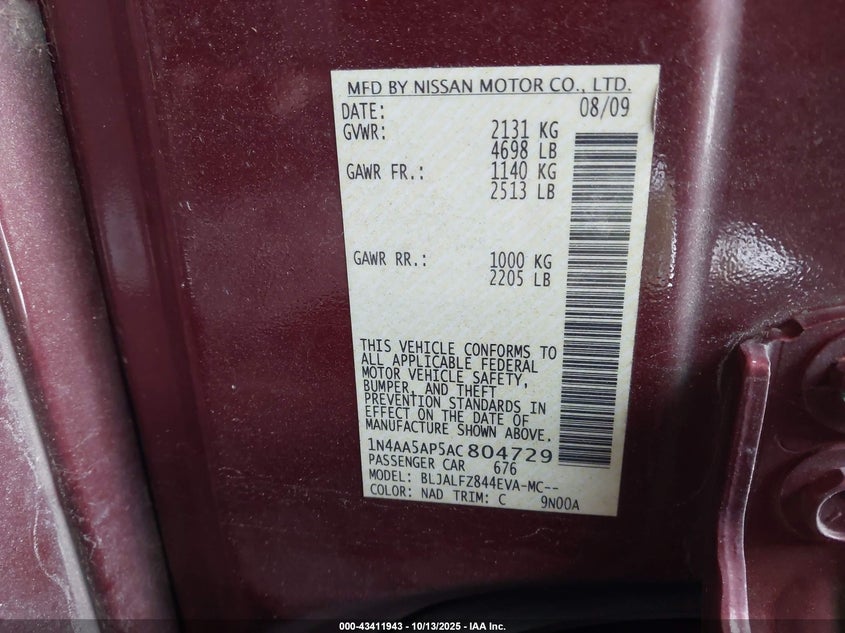 MFD BY NISSAN MOTOR CO., LTD.
DATE: 08/09
GVWR: 2131 KG
4698 LB
GAWR FR.: 1140 KG
2513 LB
GAWR RR.: 1000 KG
2205 LB
THIS VEHICLE CONFORMS TO
ALL APPLICABLE FEDERAL
MOTOR VEHICLE SAFETY,
BUMPER, AND THEFT
PREVENTION STANDARDS IN
EFFECT ON THE DATE OF
MANUFACTURE SHOWN ABOVE.
1N4AA5AP5AC804729
PASSENGER CAR 676
MODEL: BLJALFZ844EVA-MC--
COLOR: NAD TRIM: C 9N00A
000-43411943 - 10/13/2025 - IAA Inc.